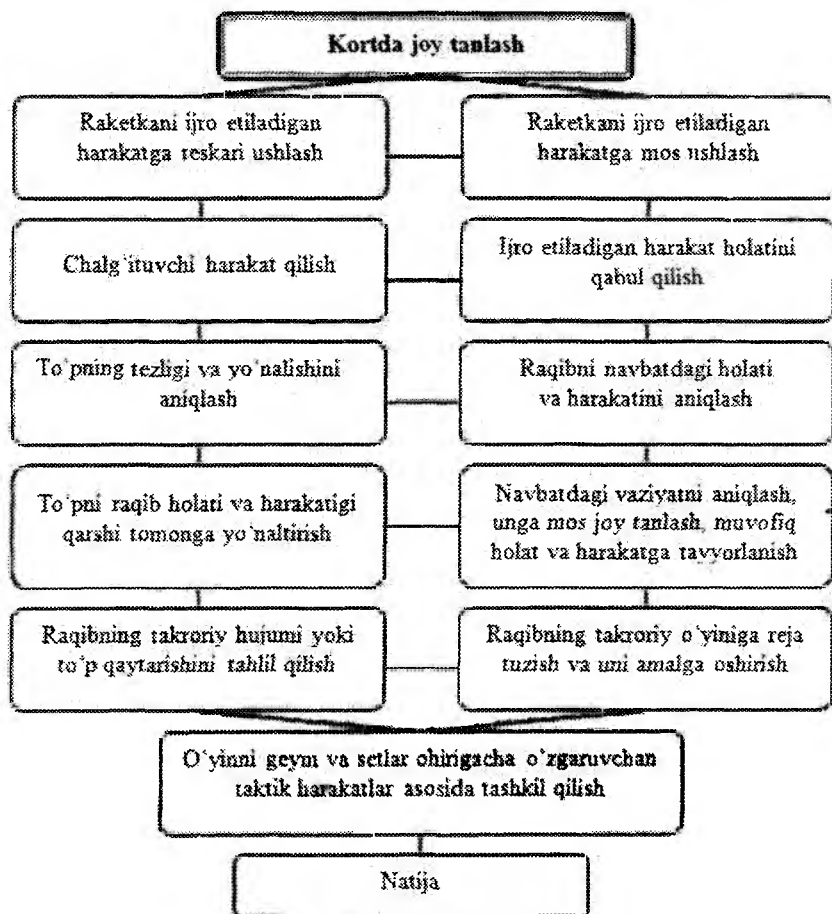 Kortda joy tanlash
Raketkani ijro etiladigan
harakatga teskari ushlash
Raketkani ijro etiladigan
harakatga mos ushlash
Chalg‘ituvchi harakat qilish
Ijro etiladigan harakat holatini
qabul qilish
To‘pning tezligi va yo‘nalishini
aniqlash
Raqibni navbatdagi holati
va harakatini aniqlash
To‘pni raqib holati va harakatigi
qarshi tomonga yo‘naltirish
Navbatdagi vaziyatni aniqlash,
unga mos joy tanlash, muvofiq
holat va harakatga tayyorlanish
Raqibning takroriy hujumi yoki
to‘p qaytarishini tahlil qilish
Raqibning takroriy o‘yiniga reja
tuzish va uni amalga oshirish
O‘yinni geym va setlar ohirigacha o‘zgaruvchan
taktik harakatlar asosida tashkil qilish
Natija